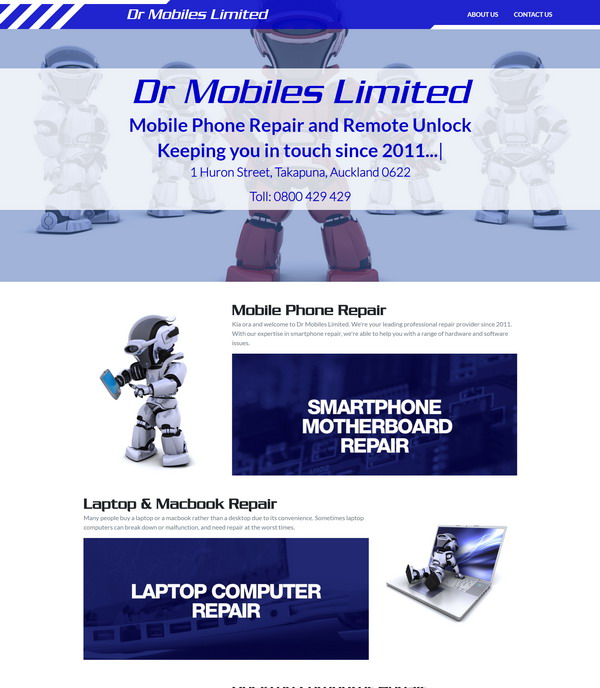 Dr Mobiles Limited
ABOUT US
CONTACT US
Dr Mobiles Limited
Mobile Phone Repair and Remote Unlock
Keeping you in touch since 2011...|
1 Huron Street, Takapuna, Auckland 0622
Toll: 0800 429 429
Mobile Phone Repair
Kia ora and welcome to Dr Mobiles Limited. We're your leading professional repair provider since 2011.
With our expertise in smartphone repair, we're able to help you with a range of hardware and software
issues.
SMARTPHONE
MOTHERBOARD
REPAIR
Laptop & Macbook Repair
Many people buy a laptop or a macbook rather than a desktop due to its convenience. Sometimes laptop
computers can break down or malfunction, and need repair at the worst times.
LAPTOP COMPUTER
REPAIR